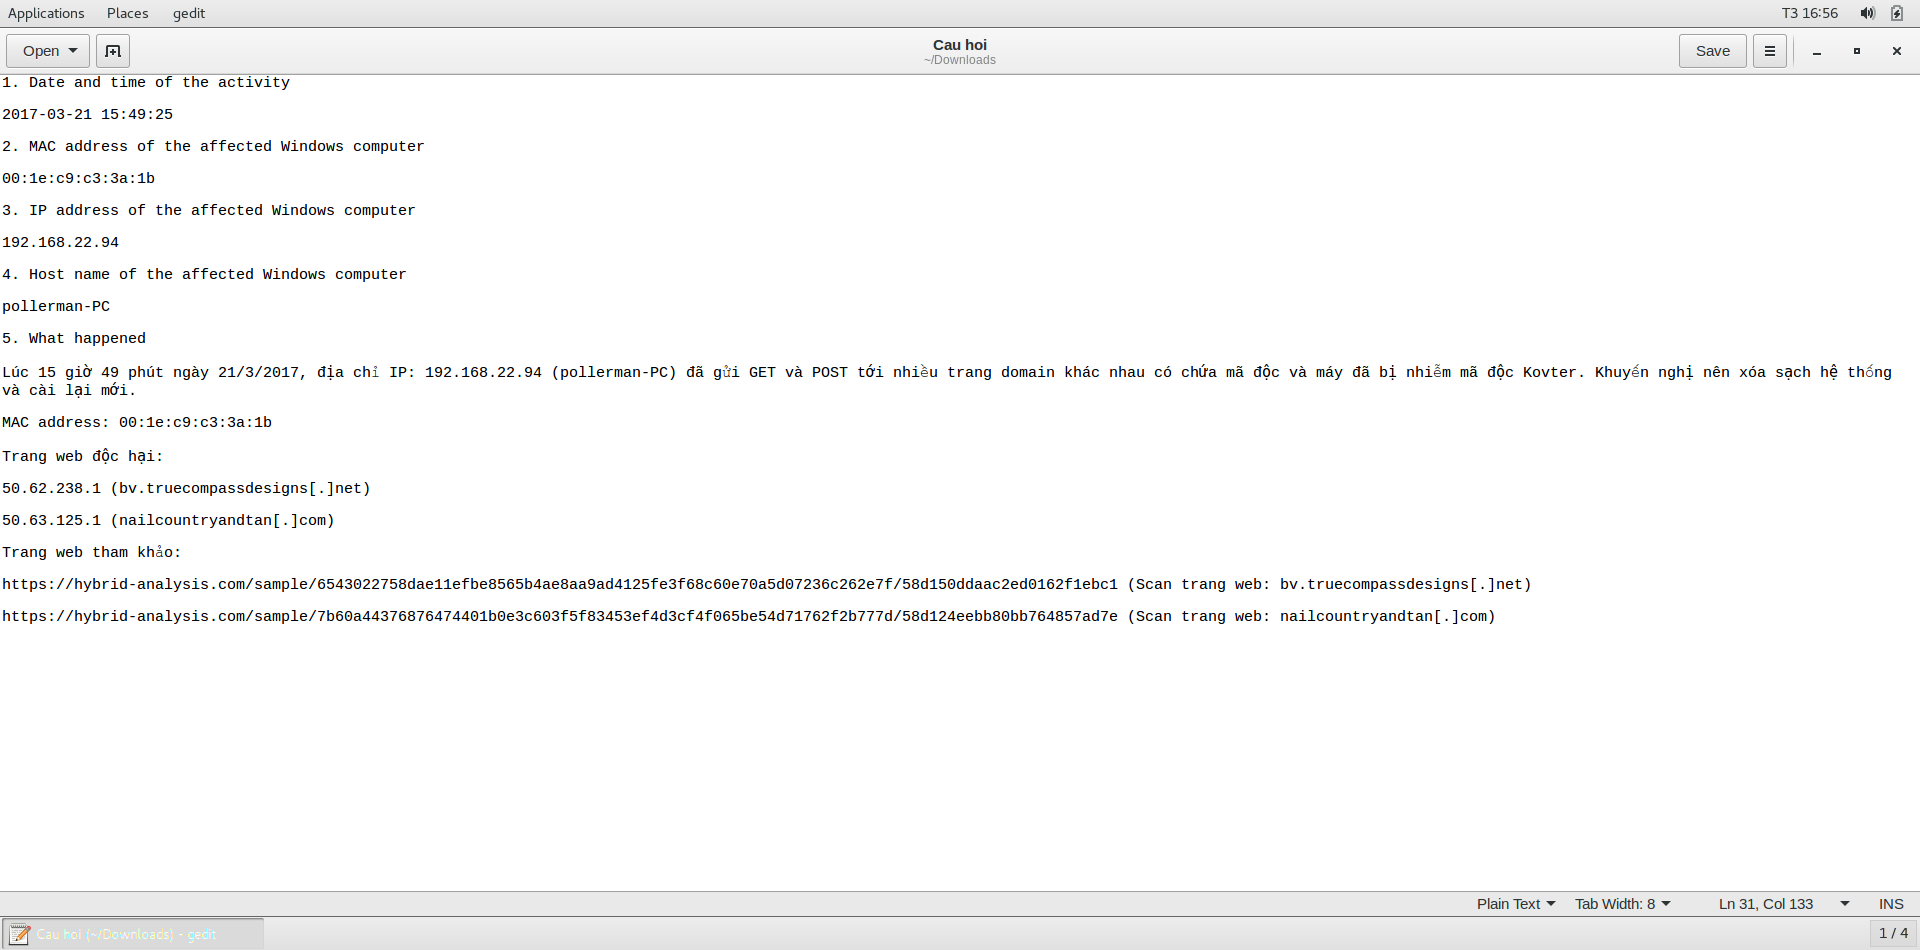 Applications Places gedit T3 16:56
Open Cau hoi Save
~/Downloads
1. Date and time of the activity
2017-03-21 15:49:25
2. MAC address of the affected Windows computer
00:1e:c9:c3:3a:1b
3. IP address of the affected Windows computer
192.168.22.94
4. Host name of the affected Windows computer
pollerman-PC
5. What happened
Lúc 15 giờ 49 phút ngày 21/3/2017, địa chỉ IP: 192.168.22.94 (pollerman-PC) đã gửi GET và POST tới nhiều trang domain khác nhau có chứa mã độc và máy đã bị nhiễm mã độc Kovter. Khuyến nghị nên xóa sạch hệ thống
và cài lại mới.
MAC address: 00:1e:c9:c3:3a:1b
Trang web độc hại:
50.62.238.1 (bv.truecompassdesigns[.]net)
50.63.125.1 (nailcountryandtan[.]com)
Trang web tham khảo:
https://hybrid-analysis.com/sample/6543022758dae11efbe8565b4ae8aa9ad4125fe3f68c60e70a5d07236c262e7f/58d150ddaac2ed0162f1ebc1 (Scan trang web: bv.truecompassdesigns[.]net)
https://hybrid-analysis.com/sample/7b60a44376876474401b0e3c603f5f83453ef4d3cf4f065be54d71762f2b777d/58d124eebb80bb764857ad7e (Scan trang web: nailcountryandtan[.]com)
Plain Text Tab Width: 8 Ln 31, Col 133 INS
Cau hoi (~/Downloads) - gedit 1 / 4